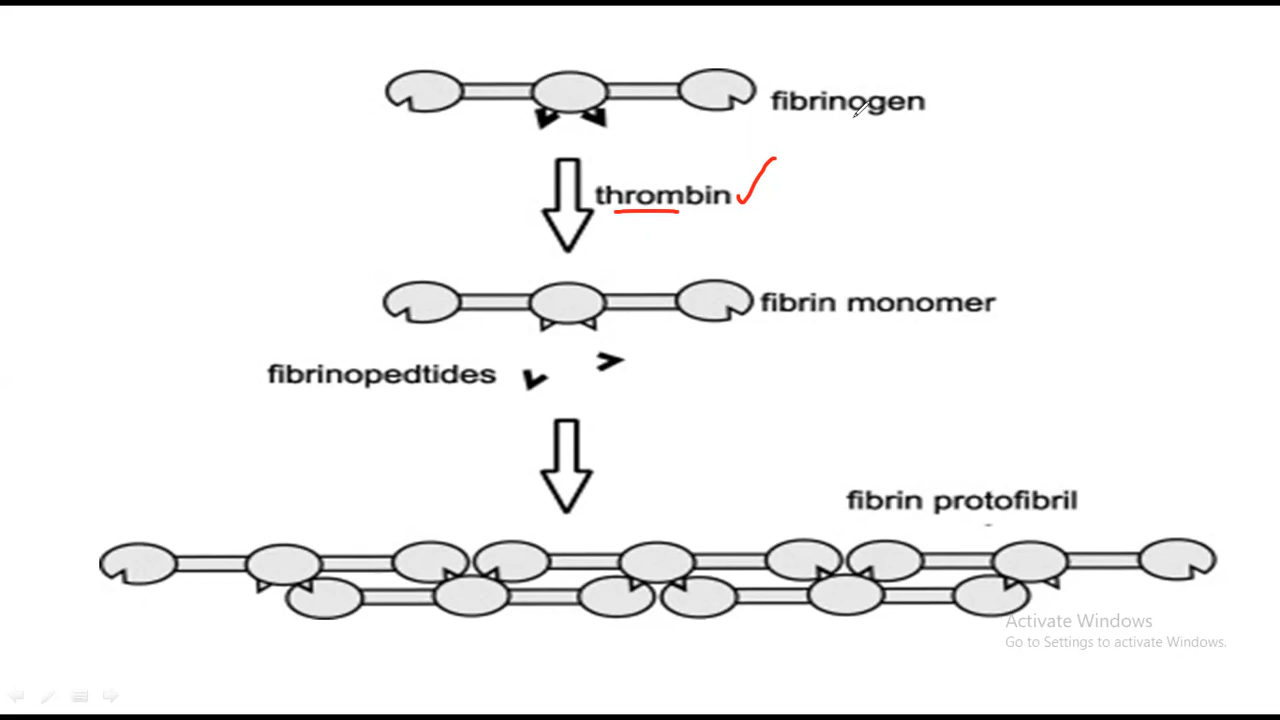 fibrinogen
thrombin
fibrin monomer
fibrinopedtides
fibrin protofibril
Activate Windows
Go to Settings to activate Windows.